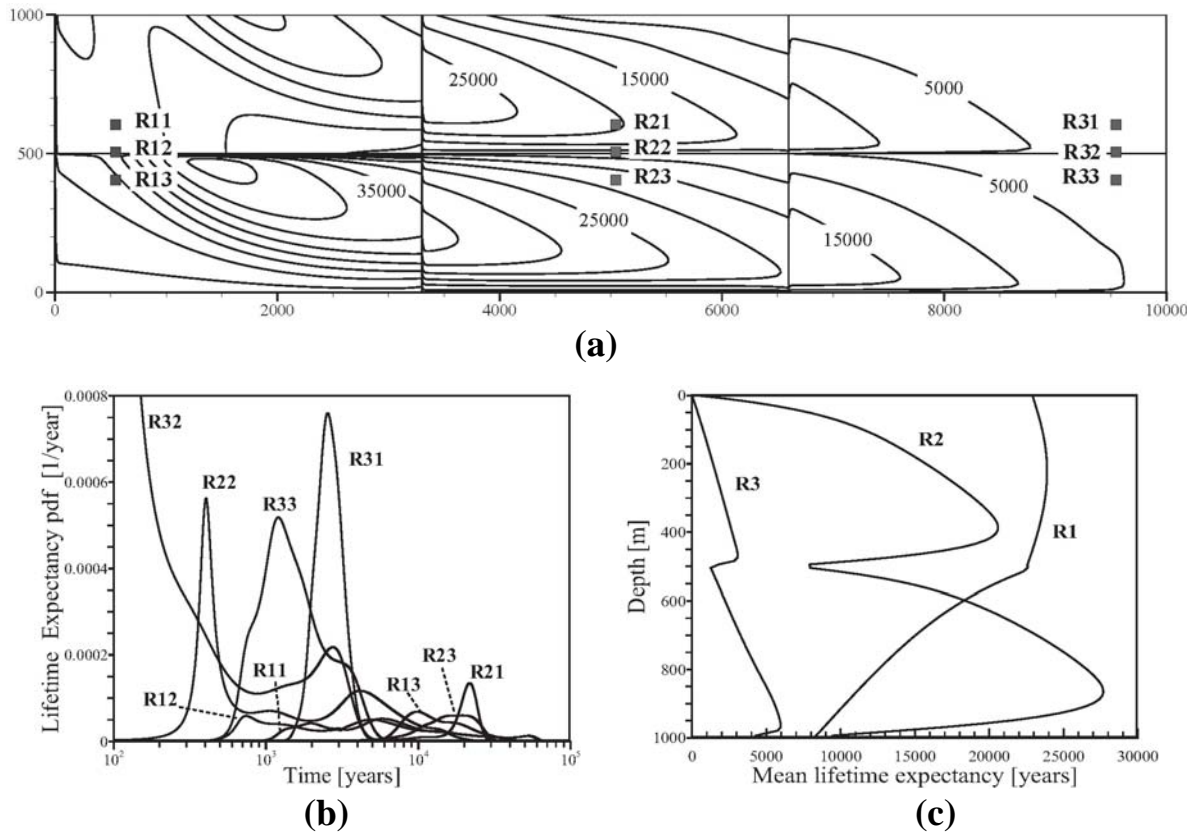 1000
500
0
25000
15000
5000
R11
R12
R13
R21
R22
R23
R31
R32
R33
35000
25000
15000
5000
0 2000 4000 6000 8000 10000
(a)
0.0008
0.0006
0.0004
0.0002
0
Lifetime Expectancy pdf [1/year]
R32
R22
R33
R31
R12
R11
R13
R23
R21
10² 10³ 10⁴ 10⁵
Time [years]
(b)
0
200
400
600
800
1000
Depth [m]
R3
R2
R1
0 5000 10000 15000 20000 25000 30000
Mean lifetime expectancy [years]
(c)